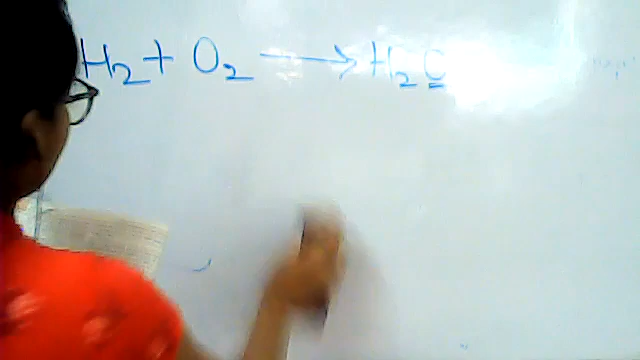 H₂ + O₂ → H₂O